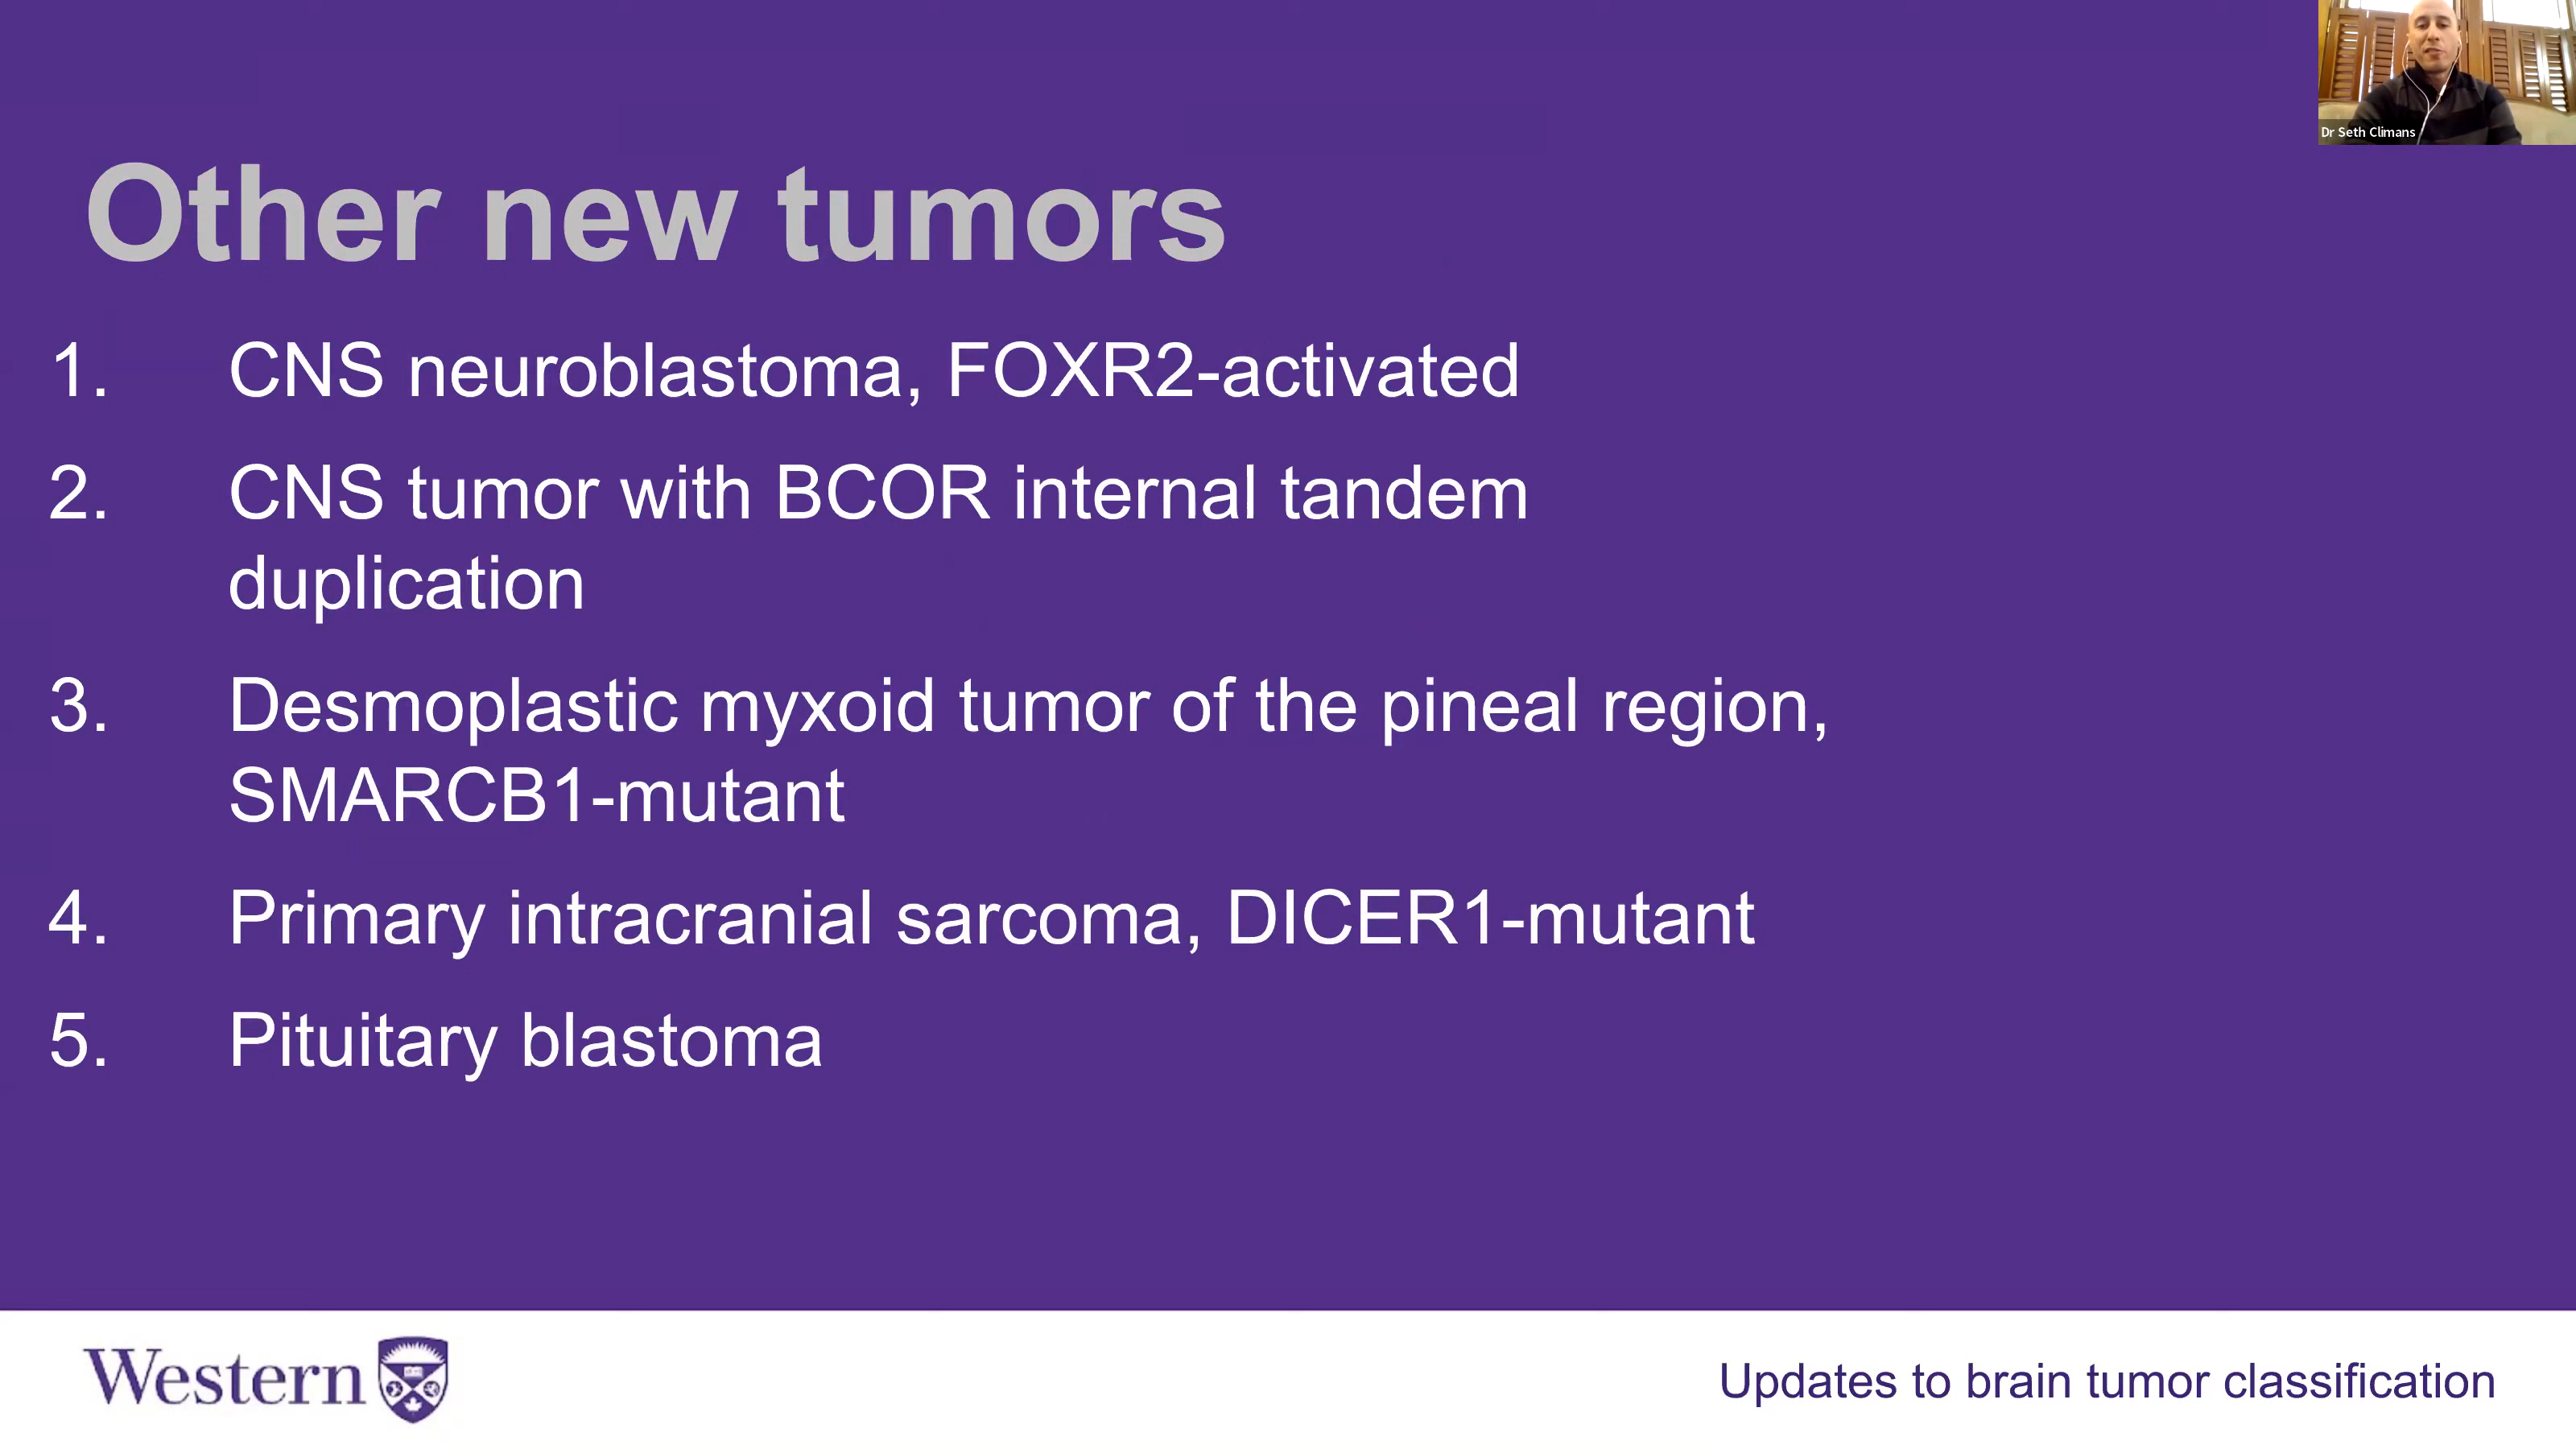 Dr Seth Climans
Other new tumors
1. CNS neuroblastoma, FOXR2-activated
2. CNS tumor with BCOR internal tandem
duplication
3. Desmoplastic myxoid tumor of the pineal region,
SMARCB1-mutant
4. Primary intracranial sarcoma, DICER1-mutant
5. Pituitary blastoma
Western
Updates to brain tumor classification